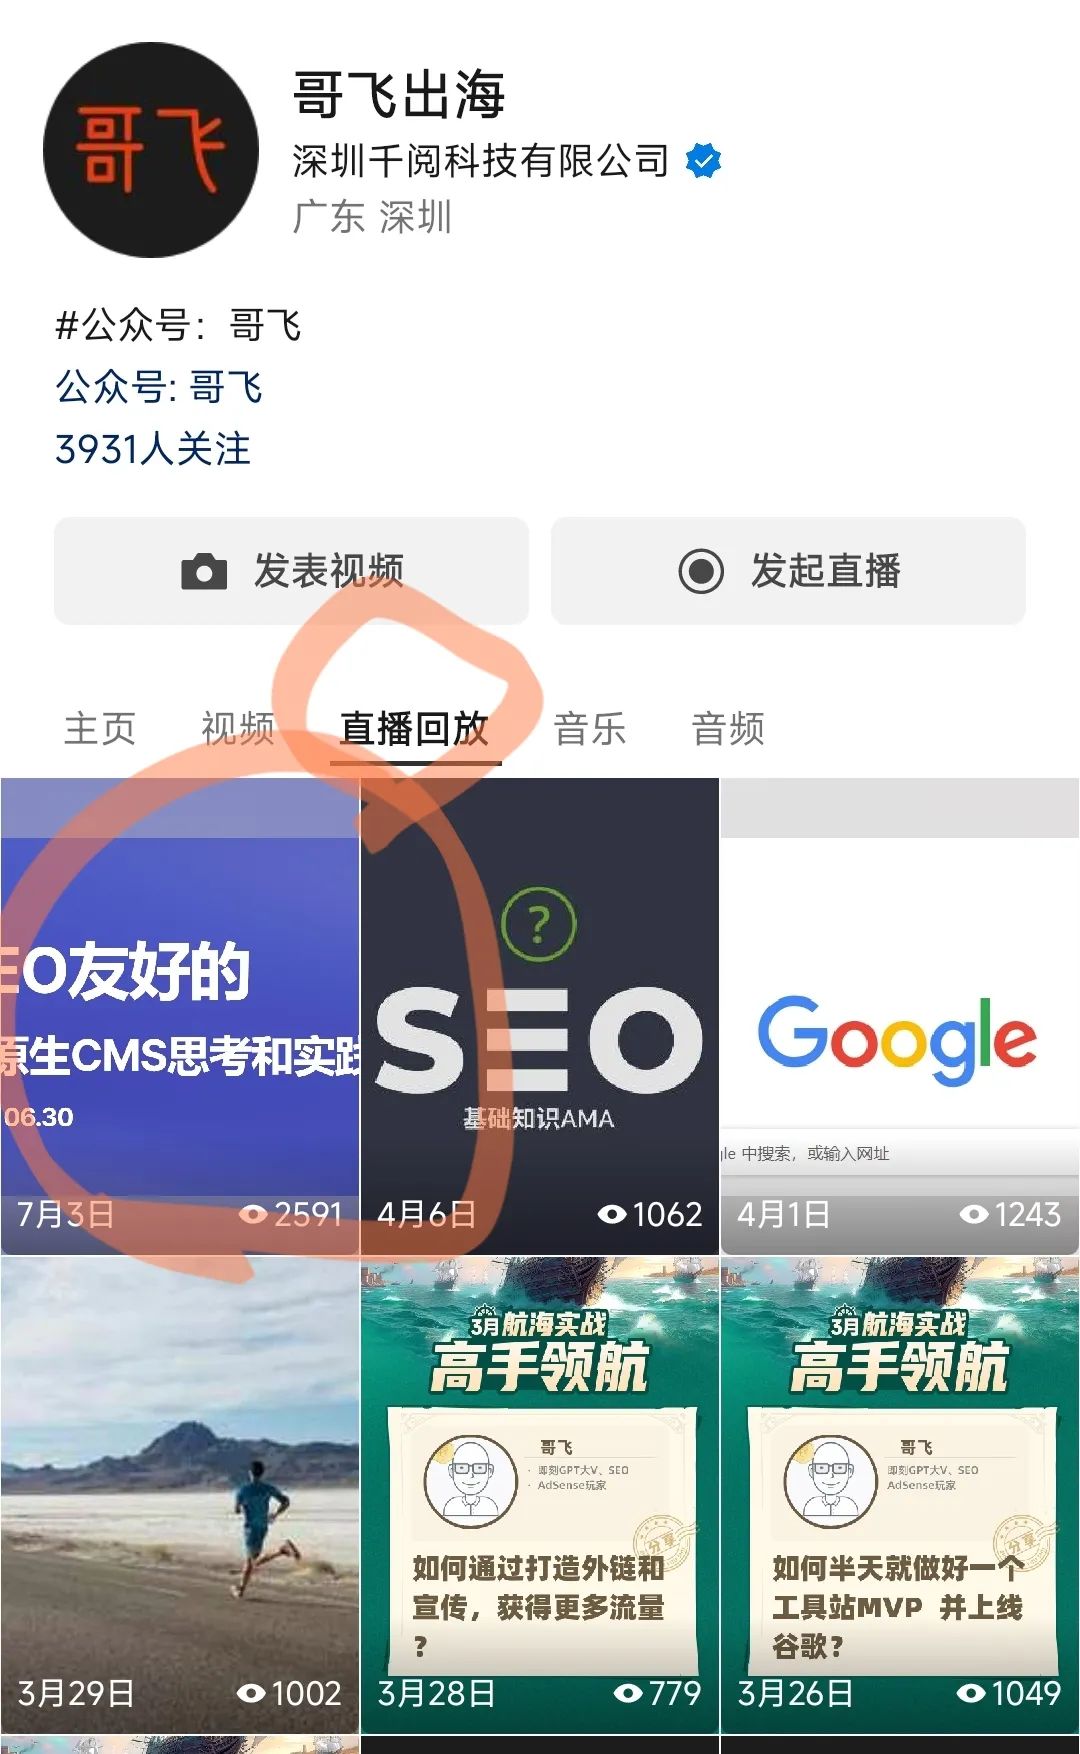 哥飞
哥飞出海
深圳千阅科技有限公司
广东 深圳
#公众号：哥飞
公众号: 哥飞
3931人关注
发表视频
发起直播
主页
视频
直播回放
音乐
音频
EO友好的
原生CMS思考和实践
06.30
7月3日
2591
?
SEO
基础知识AMA
4月6日
1062
Google
gle 中搜索，或输入网址
4月1日
1243
3月29日
1002
3月航海实战
高手领航
哥飞
· 即刻GPT大V、SEO
· AdSense玩家
分享
如何通过打造外链和
宣传，获得更多流量
？
3月28日
779
3月航海实战
高手领航
哥飞
即刻GPT大V、SEO
AdSense玩家
分享
如何半天就做好一个
工具站MVP 并上线
谷歌？
3月26日
1049